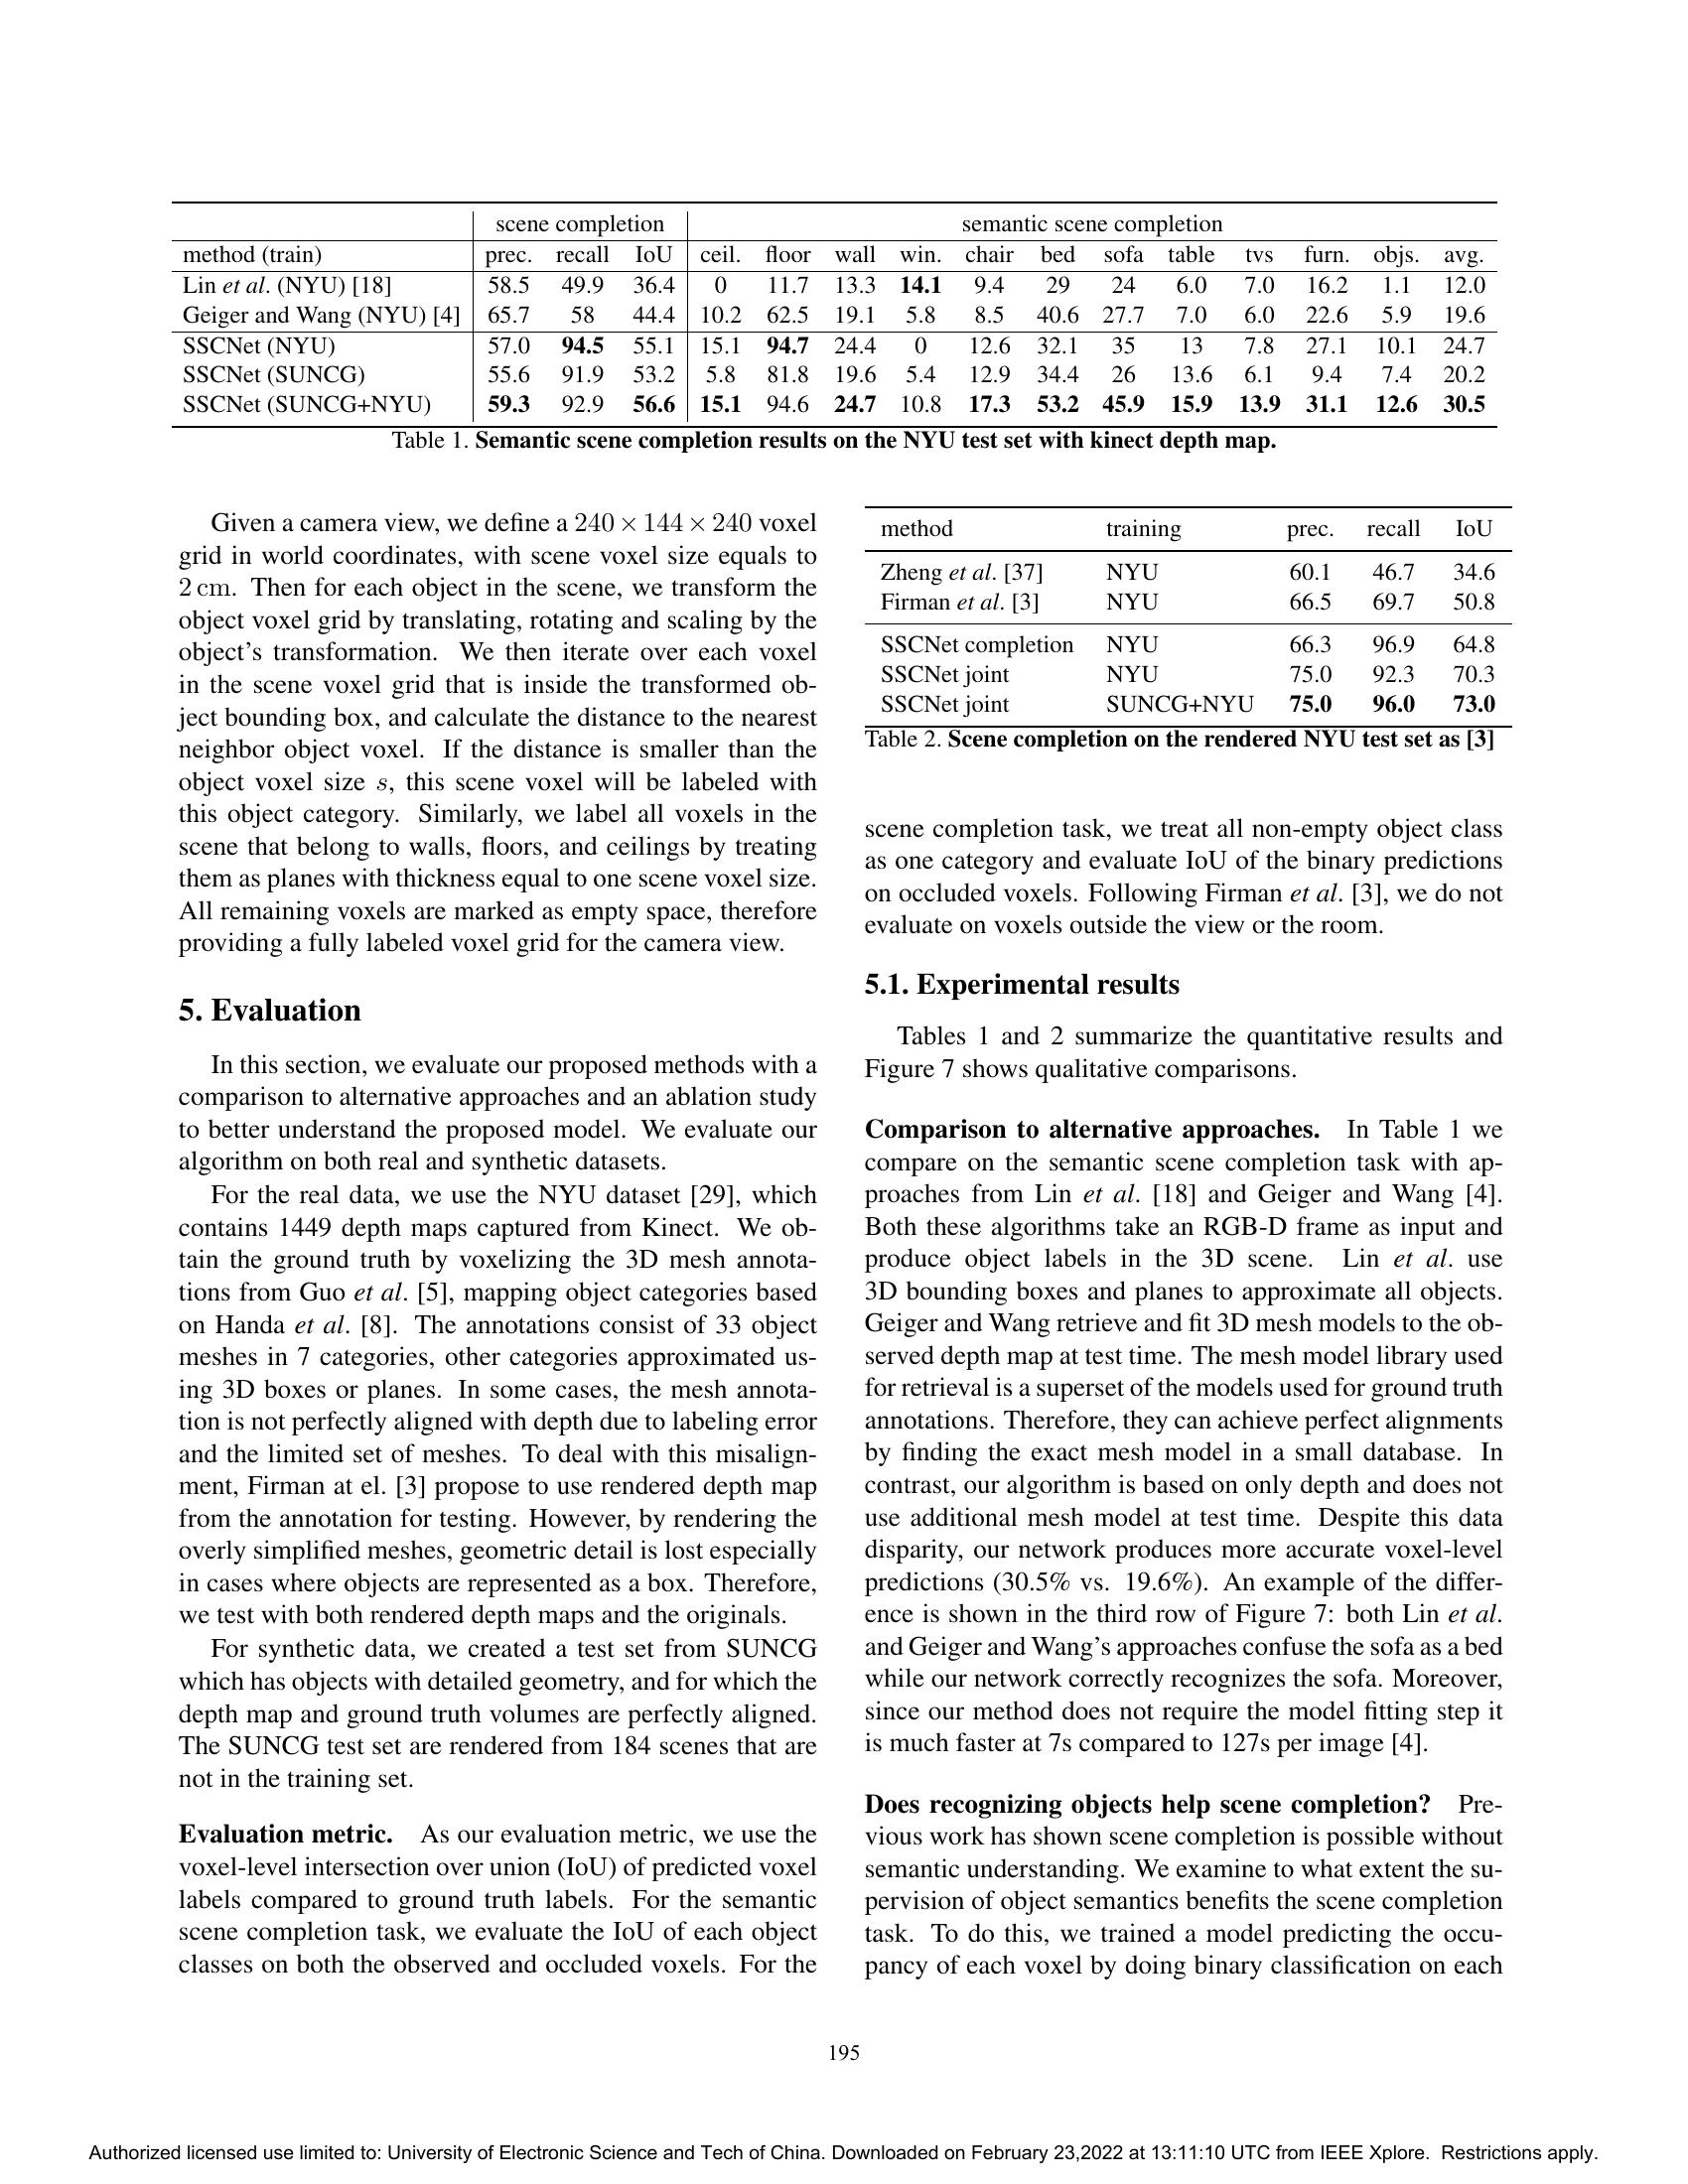 scene completion semantic scene completion
method (train) prec. recall IoU ceil. floor wall win. chair bed sofa table tvs furn. objs. avg.
Lin et al. (NYU) [18] 58.5 49.9 36.4 0 11.7 13.3 14.1 9.4 29 24 6.0 7.0 16.2 1.1 12.0
Geiger and Wang (NYU) [4] 65.7 58 44.4 10.2 62.5 19.1 5.8 8.5 40.6 27.7 7.0 6.0 22.6 5.9 19.6
SSCNet (NYU) 57.0 94.5 55.1 15.1 94.7 24.4 0 12.6 32.1 35 13 7.8 27.1 10.1 24.7
SSCNet (SUNCG) 55.6 91.9 53.2 5.8 81.8 19.6 5.4 12.9 34.4 26 13.6 6.1 9.4 7.4 20.2
SSCNet (SUNCG+NYU) 59.3 92.9 56.6 15.1 94.6 24.7 10.8 17.3 53.2 45.9 15.9 13.9 31.1 12.6 30.5
Table 1. Semantic scene completion results on the NYU test set with kinect depth map.
Given a camera view, we define a 240 × 144 × 240 voxel
grid in world coordinates, with scene voxel size equals to
2 cm. Then for each object in the scene, we transform the
object voxel grid by translating, rotating and scaling by the
object's transformation. We then iterate over each voxel
in the scene voxel grid that is inside the transformed ob-
ject bounding box, and calculate the distance to the nearest
neighbor object voxel. If the distance is smaller than the
object voxel size s, this scene voxel will be labeled with
this object category. Similarly, we label all voxels in the
scene that belong to walls, floors, and ceilings by treating
them as planes with thickness equal to one scene voxel size.
All remaining voxels are marked as empty space, therefore
providing a fully labeled voxel grid for the camera view.
5. Evaluation
In this section, we evaluate our proposed methods with a
comparison to alternative approaches and an ablation study
to better understand the proposed model. We evaluate our
algorithm on both real and synthetic datasets.
For the real data, we use the NYU dataset [29], which
contains 1449 depth maps captured from Kinect. We ob-
tain the ground truth by voxelizing the 3D mesh annota-
tions from Guo et al. [5], mapping object categories based
on Handa et al. [8]. The annotations consist of 33 object
meshes in 7 categories, other categories approximated us-
ing 3D boxes or planes. In some cases, the mesh annota-
tion is not perfectly aligned with depth due to labeling error
and the limited set of meshes. To deal with this misalign-
ment, Firman at el. [3] propose to use rendered depth map
from the annotation for testing. However, by rendering the
overly simplified meshes, geometric detail is lost especially
in cases where objects are represented as a box. Therefore,
we test with both rendered depth maps and the originals.
For synthetic data, we created a test set from SUNCG
which has objects with detailed geometry, and for which the
depth map and ground truth volumes are perfectly aligned.
The SUNCG test set are rendered from 184 scenes that are
not in the training set.
Evaluation metric. As our evaluation metric, we use the
voxel-level intersection over union (IoU) of predicted voxel
labels compared to ground truth labels. For the semantic
scene completion task, we evaluate the IoU of each object
classes on both the observed and occluded voxels. For the
method training prec. recall IoU
Zheng et al. [37] NYU 60.1 46.7 34.6
Firman et al. [3] NYU 66.5 69.7 50.8
SSCNet completion NYU 66.3 96.9 64.8
SSCNet joint NYU 75.0 92.3 70.3
SSCNet joint SUNCG+NYU 75.0 96.0 73.0
Table 2. Scene completion on the rendered NYU test set as [3]
scene completion task, we treat all non-empty object class
as one category and evaluate IoU of the binary predictions
on occluded voxels. Following Firman et al. [3], we do not
evaluate on voxels outside the view or the room.
5.1. Experimental results
Tables 1 and 2 summarize the quantitative results and
Figure 7 shows qualitative comparisons.
Comparison to alternative approaches. In Table 1 we
compare on the semantic scene completion task with ap-
proaches from Lin et al. [18] and Geiger and Wang [4].
Both these algorithms take an RGB-D frame as input and
produce object labels in the 3D scene. Lin et al. use
3D bounding boxes and planes to approximate all objects.
Geiger and Wang retrieve and fit 3D mesh models to the ob-
served depth map at test time. The mesh model library used
for retrieval is a superset of the models used for ground truth
annotations. Therefore, they can achieve perfect alignments
by finding the exact mesh model in a small database. In
contrast, our algorithm is based on only depth and does not
use additional mesh model at test time. Despite this data
disparity, our network produces more accurate voxel-level
predictions (30.5% vs. 19.6%). An example of the differ-
ence is shown in the third row of Figure 7: both Lin et al.
and Geiger and Wang's approaches confuse the sofa as a bed
while our network correctly recognizes the sofa. Moreover,
since our method does not require the model fitting step it
is much faster at 7s compared to 127s per image [4].
Does recognizing objects help scene completion? Pre-
vious work has shown scene completion is possible without
semantic understanding. We examine to what extent the su-
pervision of object semantics benefits the scene completion
task. To do this, we trained a model predicting the occu-
pancy of each voxel by doing binary classification on each
195
Authorized licensed use limited to: University of Electronic Science and Tech of China. Downloaded on February 23,2022 at 13:11:10 UTC from IEEE Xplore. Restrictions apply.